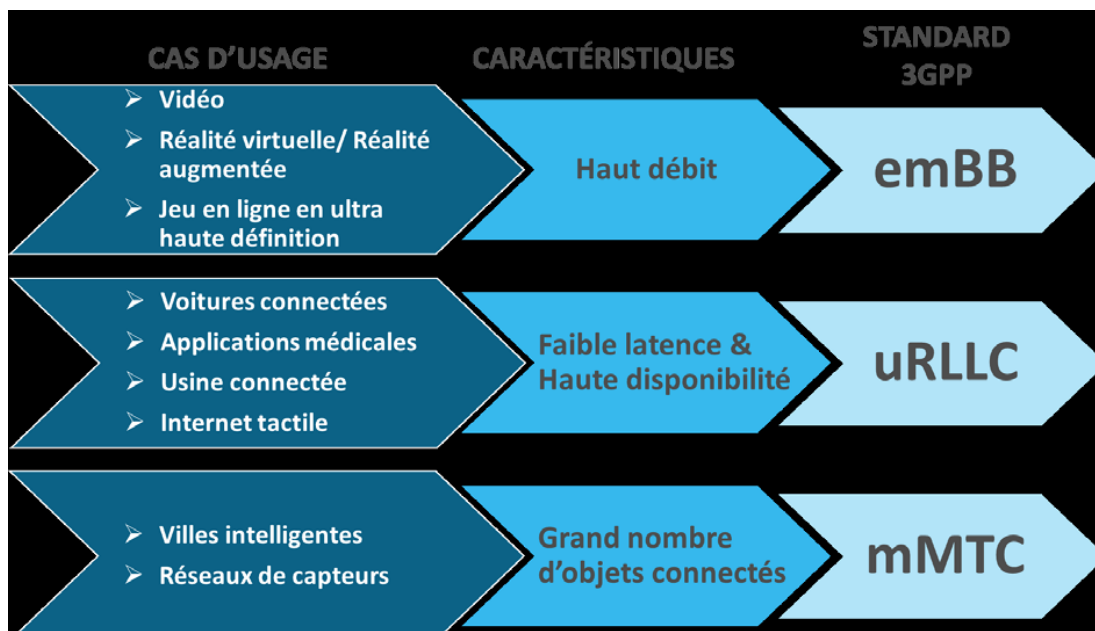 CAS D'USAGE
CARACTÉRISTIQUES
STANDARD
3GPP
➢ Vidéo
➢ Réalité virtuelle/ Réalité
augmentée
➢ Jeu en ligne en ultra
haute définition
Haut débit
emBB
➢ Voitures connectées
➢ Applications médicales
➢ Usine connectée
➢ Internet tactile
Faible latence &
Haute disponibilité
uRLLC
➢ Villes intelligentes
➢ Réseaux de capteurs
Grand nombre
d'objets connectés
mMTC